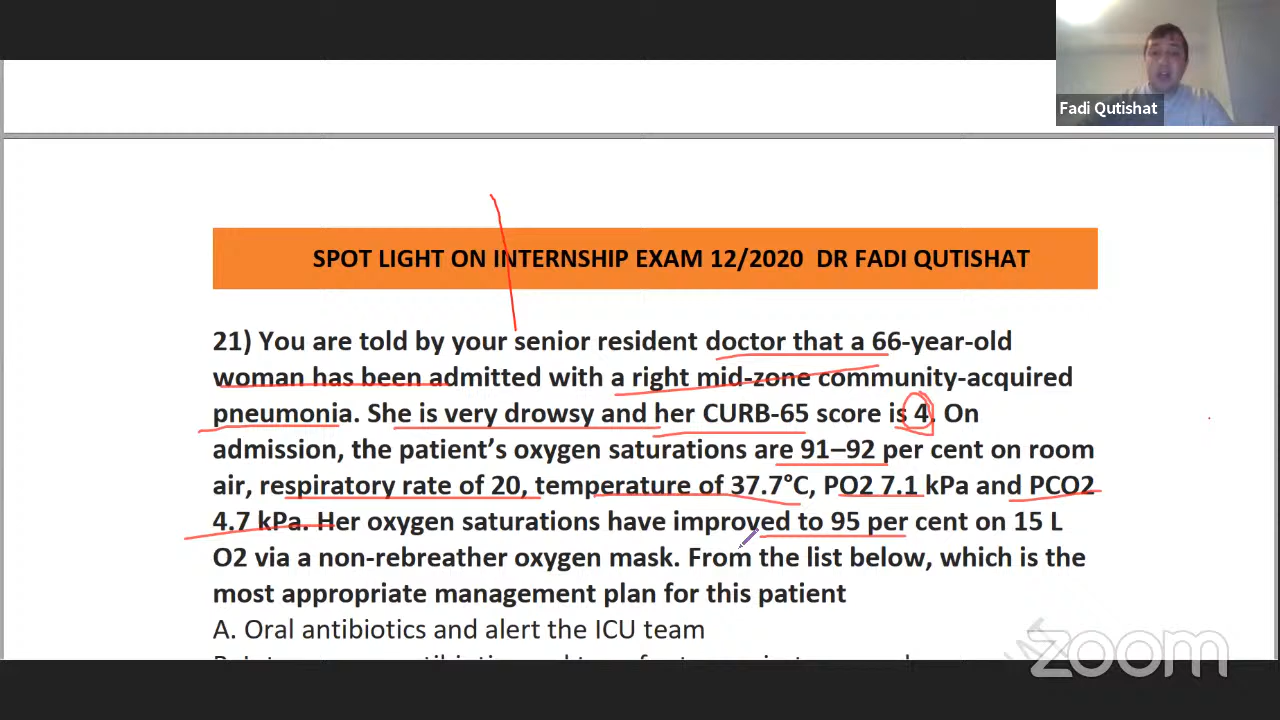 Fadi Qutishat
SPOT LIGHT ON INTERNSHIP EXAM 12/2020 DR FADI QUTISHAT
21) You are told by your senior resident doctor that a 66-year-old
woman has been admitted with a right mid-zone community-acquired
pneumonia. She is very drowsy and her CURB-65 score is 4. On
admission, the patient’s oxygen saturations are 91–92 per cent on room
air, respiratory rate of 20, temperature of 37.7°C, PO2 7.1 kPa and PCO2
4.7 kPa. Her oxygen saturations have improved to 95 per cent on 15 L
O2 via a non-rebreather oxygen mask. From the list below, which is the
most appropriate management plan for this patient
A. Oral antibiotics and alert the ICU team
zoom